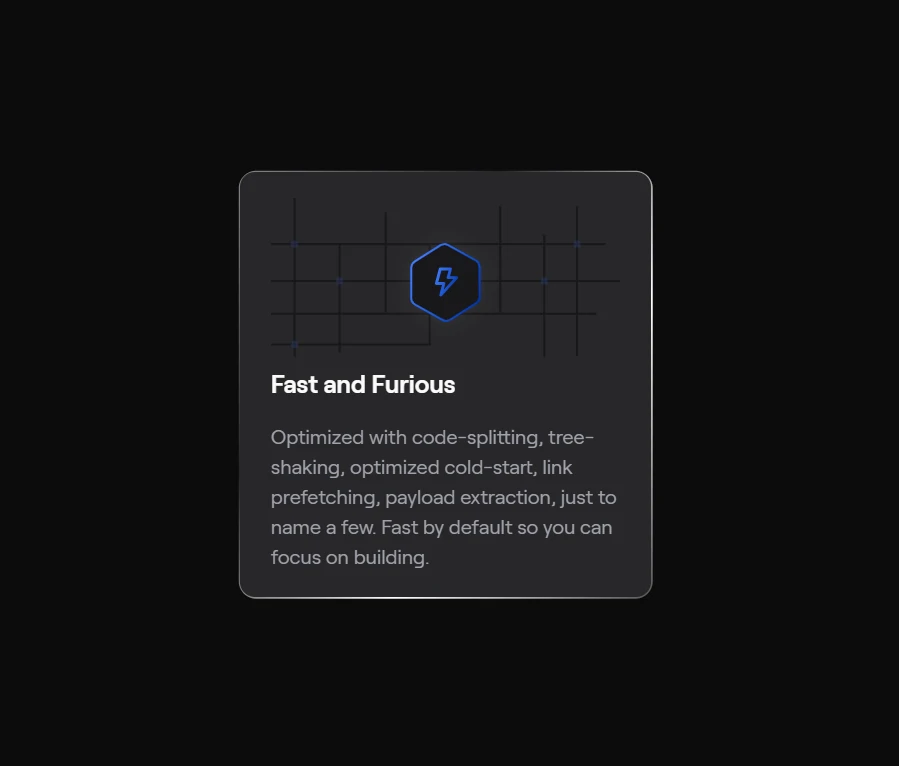 Fast and Furious
Optimized with code-splitting, tree-
shaking, optimized cold-start, link
prefetching, payload extraction, just to
name a few. Fast by default so you can
focus on building.